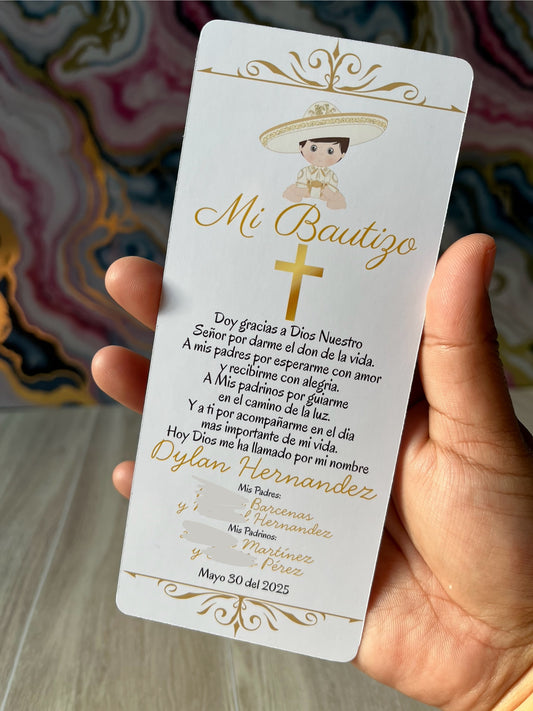 Mi Bautizo
Doy gracias a Dios Nuestro
Señor por darme el don de la vida.
A mis padres por esperarme con amor
y recibirme con alegria.
A Mis padrinos por guiarme
en el camino de la luz.
Y a ti por acompañarme en el dia
mas importante de mi vida.
Hoy Dios me ha llamado por mi nombre
Dylan Hernandez
Mis Padres:
Barcenas
y Hernandez
Mis Padrinos:
Martínez
y Pérez
Mayo 30 del 2025